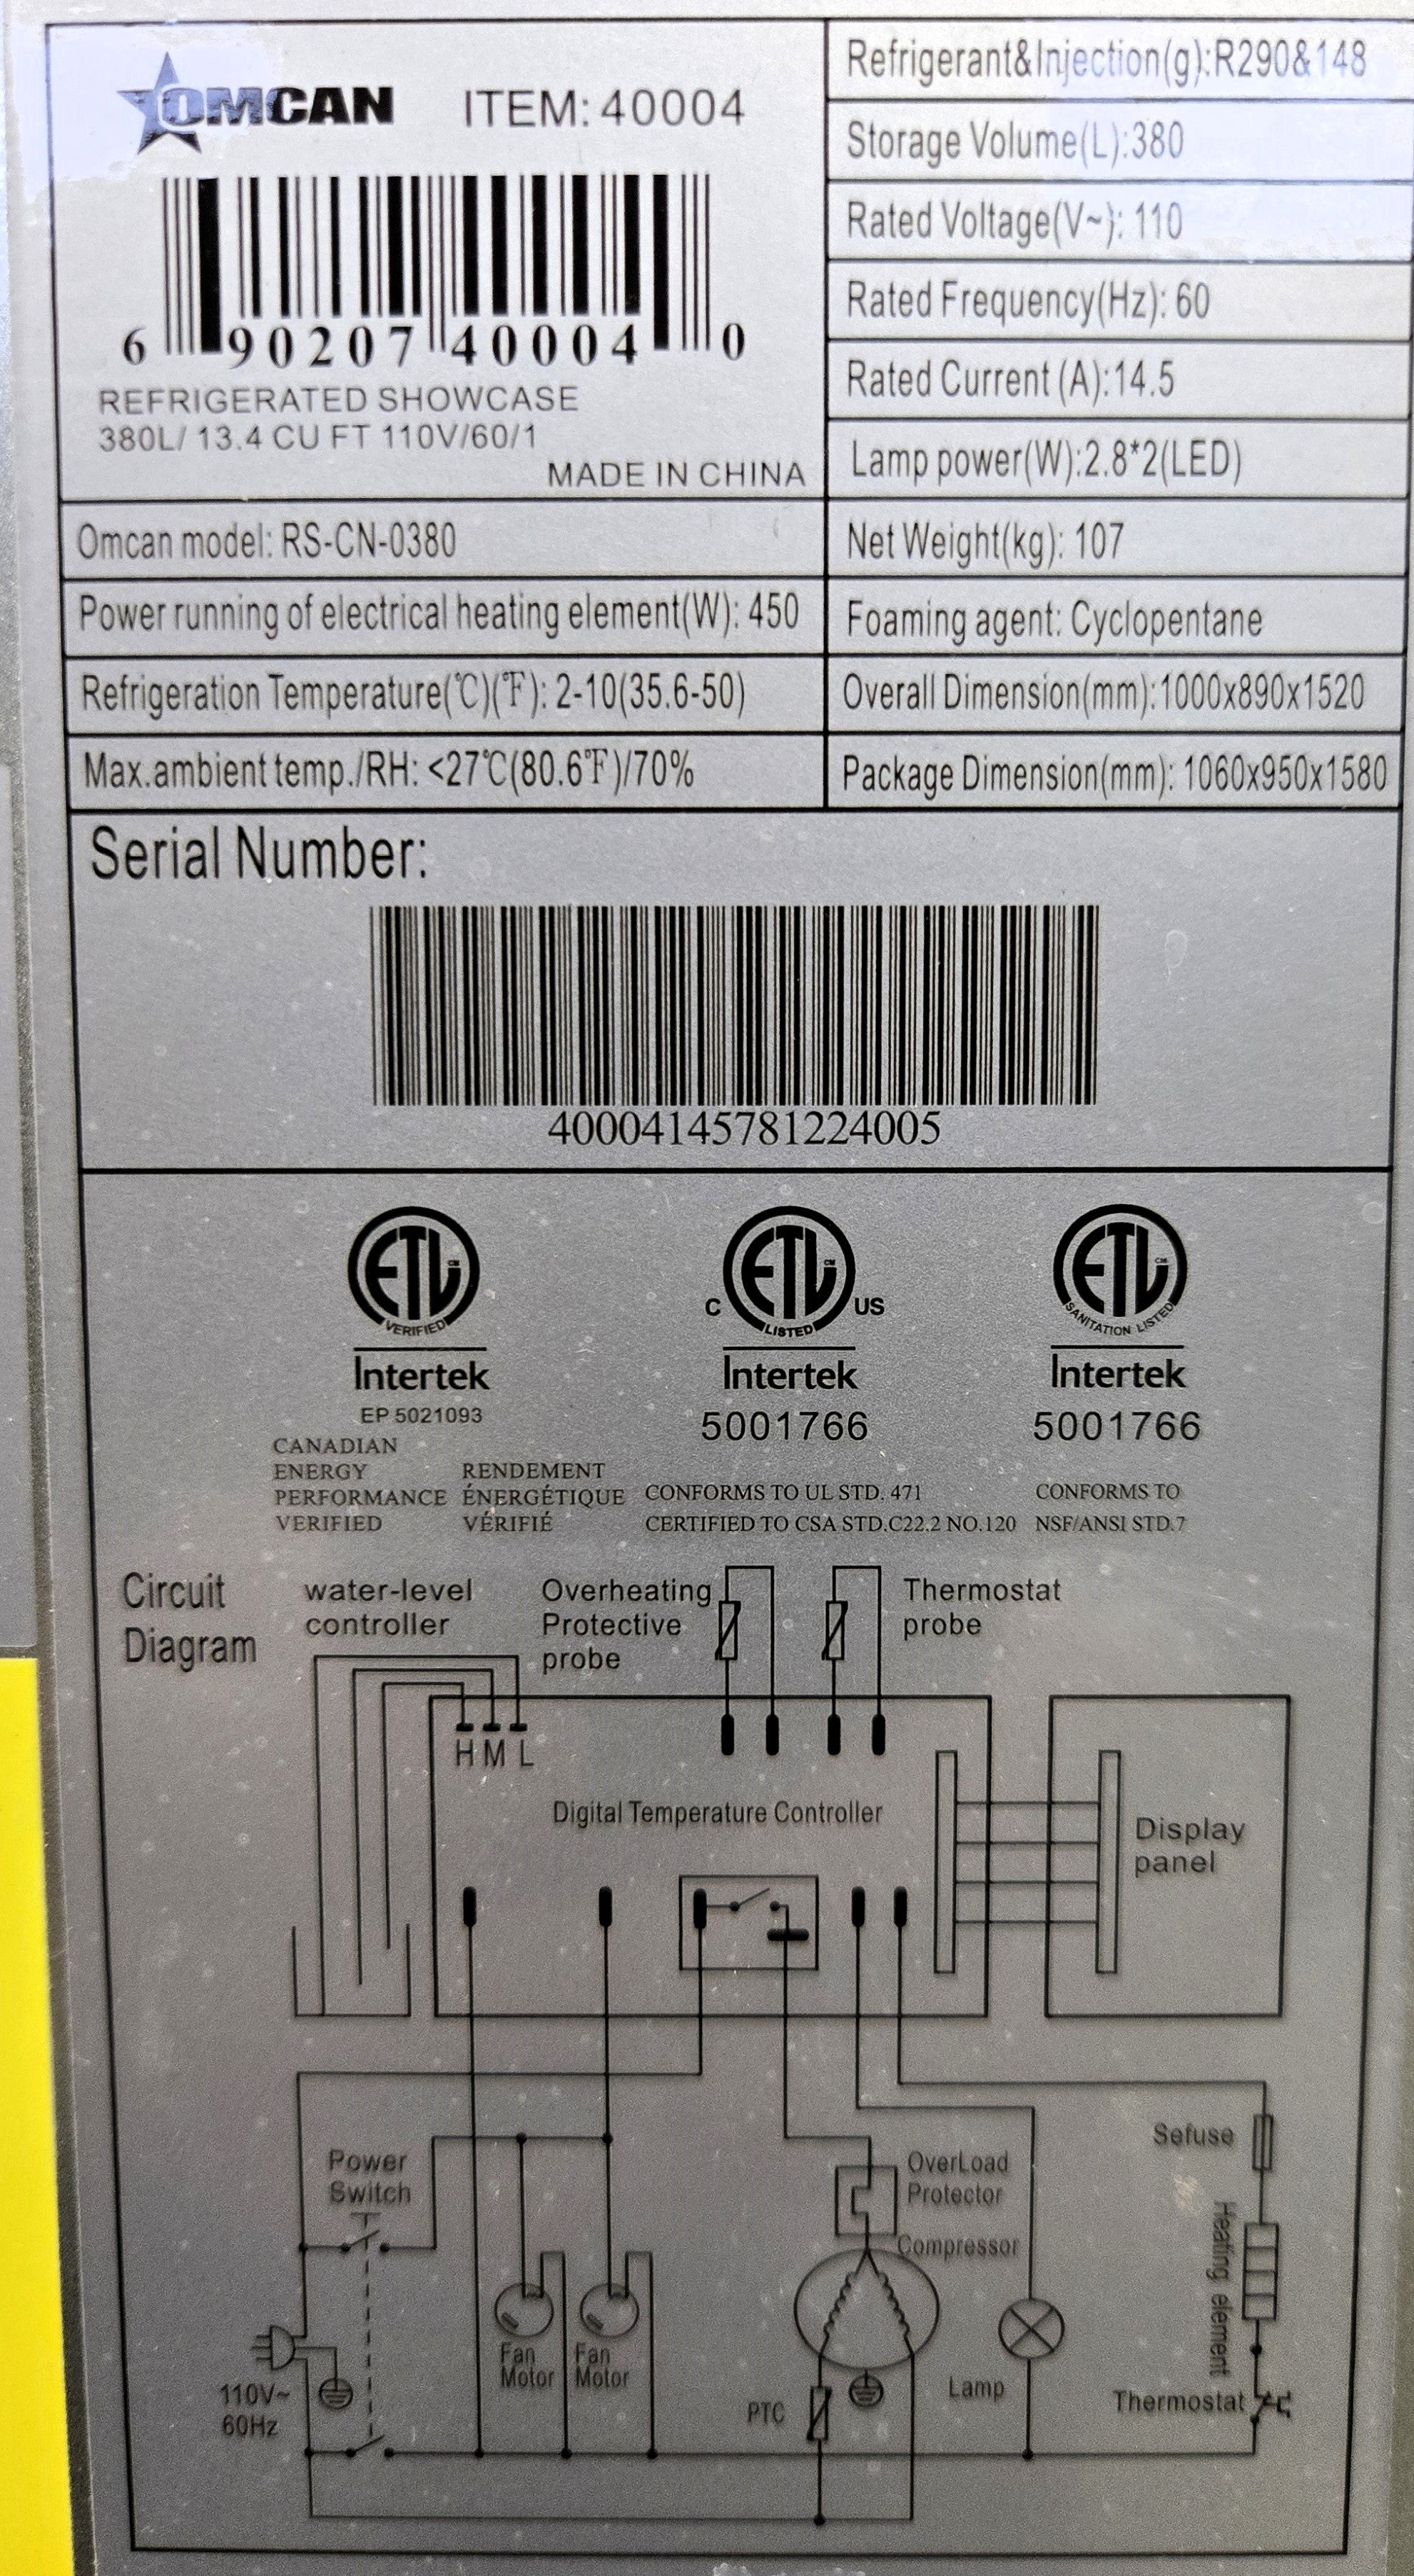 OMCAN ITEM: 40004
6 90207 40004 0
REFRIGERATED SHOWCASE
380L/ 13.4 CU FT 110V/60/1
MADE IN CHINA
Refrigerant&Injection(g):R290&148
Storage Volume(L):380
Rated Voltage(V~): 110
Rated Frequency(Hz): 60
Rated Current (A):14.5
Lamp power(W):2.8*2(LED)
Omcan model: RS-CN-0380
Net Weight(kg): 107
Power running of electrical heating element(W): 450
Foaming agent: Cyclopentane
Refrigeration Temperature(℃)(℉): 2-10(35.6-50)
Overall Dimension(mm):1000x890x1520
Max.ambient temp./RH: <27℃(80.6℉)/70%
Package Dimension(mm): 1060x950x1580
Serial Number:
40004145781224005
ETL CM
VERIFIED
Intertek
EP 5021093
CANADIAN
ENERGY
PERFORMANCE
VERIFIED
RENDEMENT
ÉNERGÉTIQUE
VÉRIFIÉ
C ETL CM US
LISTED
Intertek
5001766
CONFORMS TO UL STD. 471
CERTIFIED TO CSA STD.C22.2 NO.120
ETL CM
SANITATION LISTED
Intertek
5001766
CONFORMS TO
NSF/ANSI STD.7
Circuit
Diagram
water-level
controller
Overheating
Protective
probe
Thermostat
probe
H M L
Digital Temperature Controller
Display
panel
Power
Switch
OverLoad
Protector
Compressor
Sefuse
Heating element
Fan
Motor
Fan
Motor
110V~
60Hz
PTC
Lamp
Thermostat